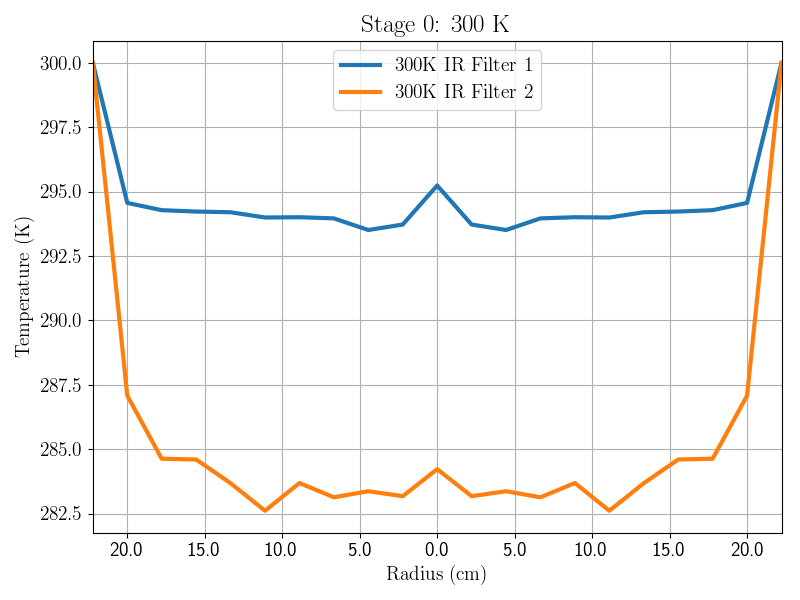 Stage 0: 300 K
300K IR Filter 1
300K IR Filter 2
Temperature (K)
300.0
297.5
295.0
292.5
290.0
287.5
285.0
282.5
20.0 15.0 10.0 5.0 0.0 5.0 10.0 15.0 20.0
Radius (cm)